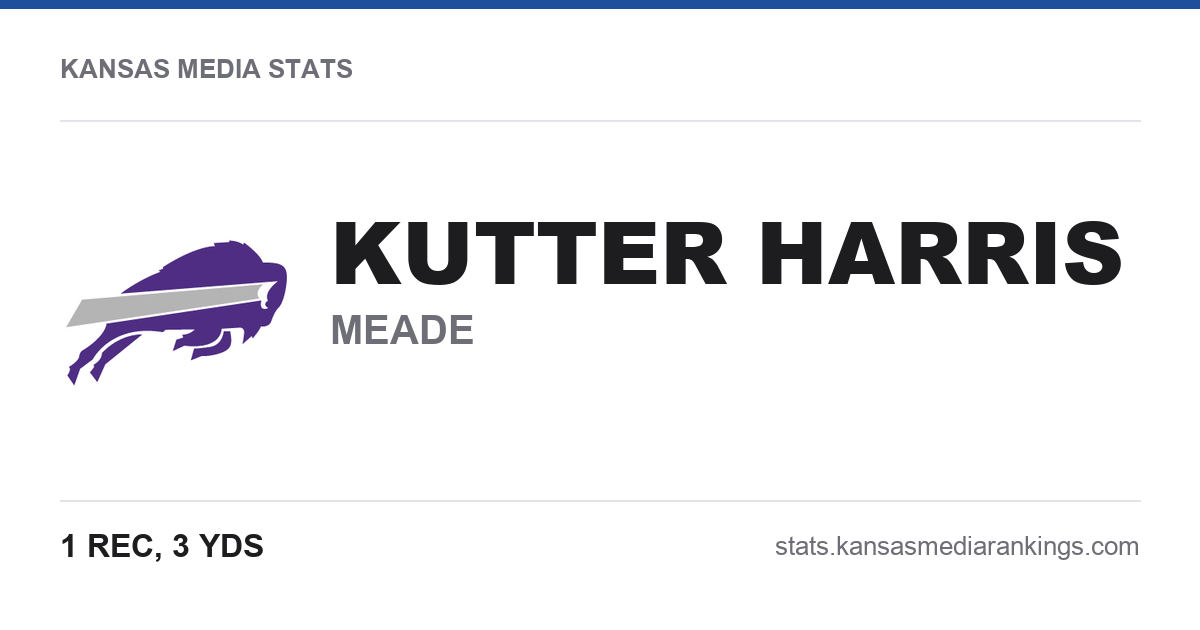 KANSAS MEDIA STATS
KUTTER HARRIS
MEADE
1 REC, 3 YDS
stats.kansasmediarankings.com